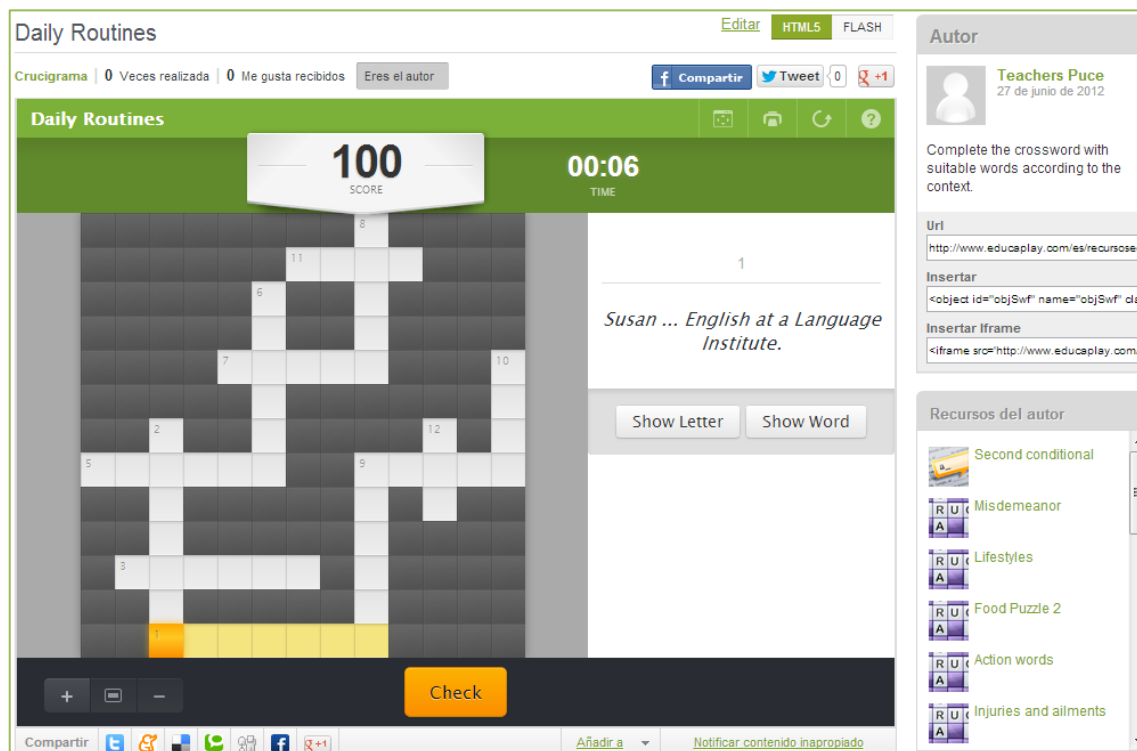 Daily Routines
Editar HTML5 FLASH
Crucigrama | 0 Veces realizada | 0 Me gusta recibidos Eres el autor
f Compartir Tweet 0 g +1
Daily Routines
100
SCORE
00:06
TIME
8
11
6
7
10
2
12
5
9
3
1
1
Susan ... English at a Language
Institute.
Show Letter Show Word
+ −
Check
Compartir
g +1
Añadir a
Notificar contenido inapropiado
Autor
Teachers Puce
27 de junio de 2012
Complete the crossword with
suitable words according to the
context.
Url
http://www.educaplay.com/es/recursose
Insertar
<object id="objSwf" name="objSwf" cla
Insertar Iframe
<iframe src='http://www.educaplay.com/
Recursos del autor
Second conditional
Misdemeanor
Lifestyles
Food Puzzle 2
Action words
Injuries and ailments